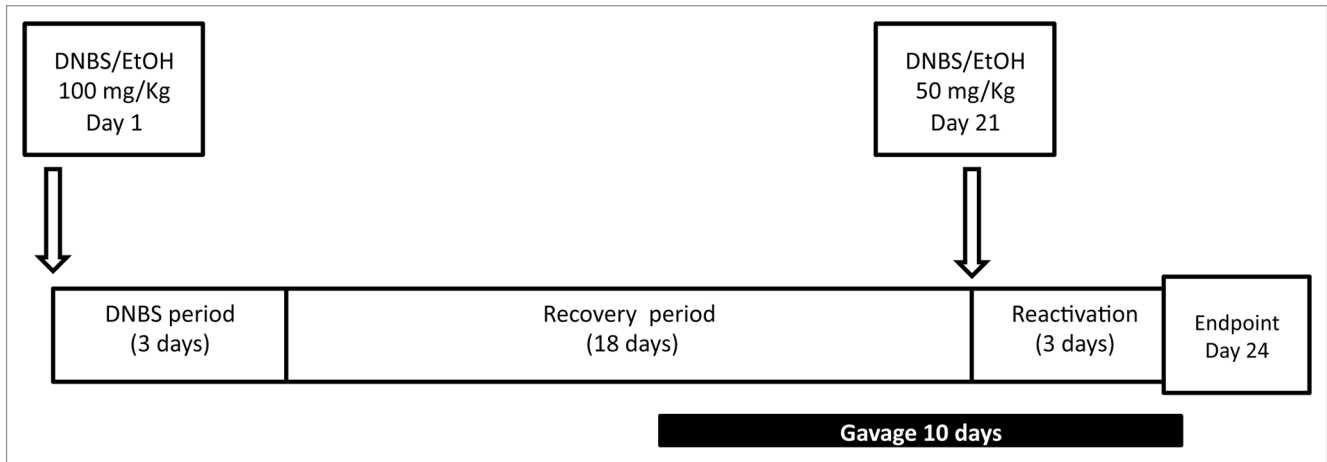 DNBS/EtOH
100 mg/Kg
Day 1
DNBS/EtOH
50 mg/Kg
Day 21
DNBS period
(3 days)
Recovery period
(18 days)
Reactivation
(3 days)
Endpoint
Day 24
Gavage 10 days